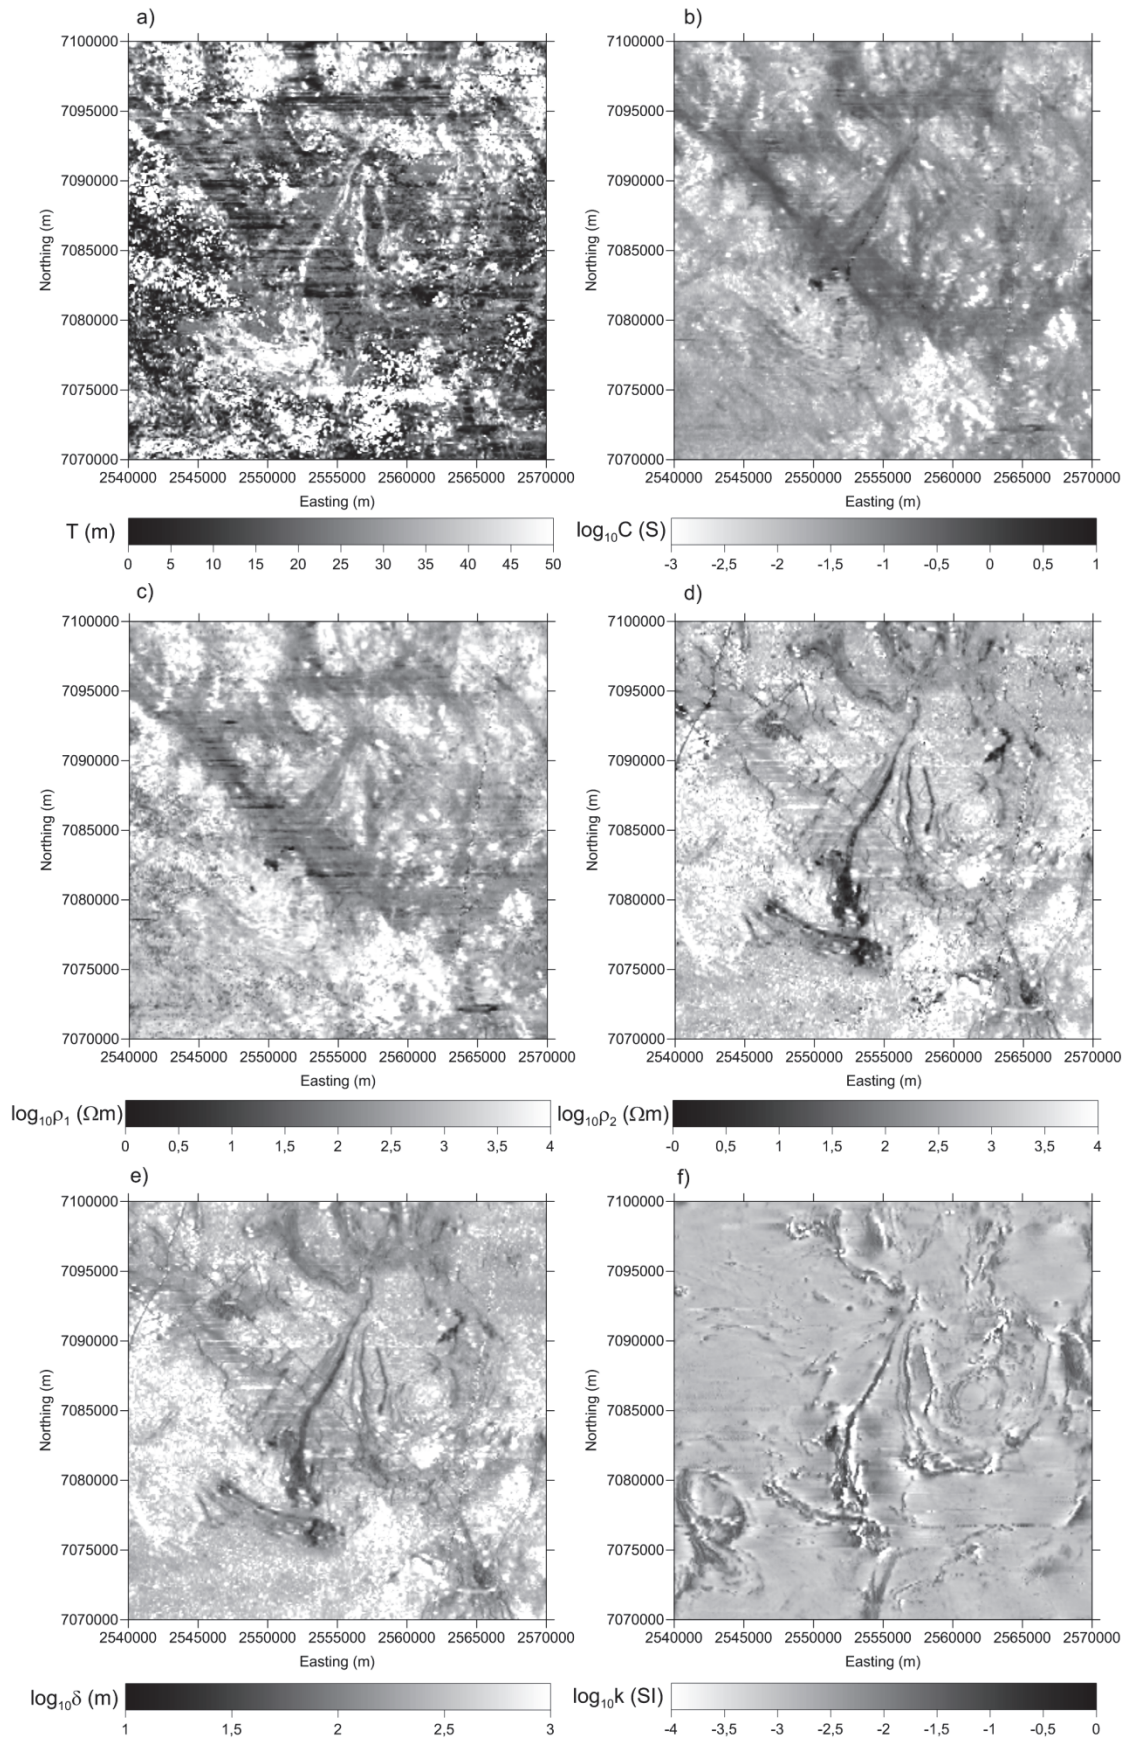 a)
b)
7100000
7095000
7090000
7085000
7080000
7075000
7070000
Northing (m)
2540000 2545000 2550000 2555000 2560000 2565000 2570000
Easting (m)
7100000
7095000
7090000
7085000
7080000
7075000
7070000
Northing (m)
2540000 2545000 2550000 2555000 2560000 2565000 2570000
Easting (m)
T (m)
0 5 10 15 20 25 30 35 40 45 50
log10C (S)
-3 -2,5 -2 -1,5 -1 -0,5 0 0,5 1
c)
d)
7100000
7095000
7090000
7085000
7080000
7075000
7070000
Northing (m)
2540000 2545000 2550000 2555000 2560000 2565000 2570000
Easting (m)
7100000
7095000
7090000
7085000
7080000
7075000
7070000
Northing (m)
2540000 2545000 2550000 2555000 2560000 2565000 2570000
Easting (m)
log10ρ1 (Ωm)
0 0,5 1 1,5 2 2,5 3 3,5 4
log10ρ2 (Ωm)
-0 0,5 1 1,5 2 2,5 3 3,5 4
e)
f)
7100000
7095000
7090000
7085000
7080000
7075000
7070000
Northing (m)
2540000 2545000 2550000 2555000 2560000 2565000 2570000
Easting (m)
7100000
7095000
7090000
7085000
7080000
7075000
7070000
Northing (m)
2540000 2545000 2550000 2555000 2560000 2565000 2570000
Easting (m)
log10δ (m)
1 1,5 2 2,5 3
log10k (SI)
-4 -3,5 -3 -2,5 -2 -1,5 -1 -0,5 0